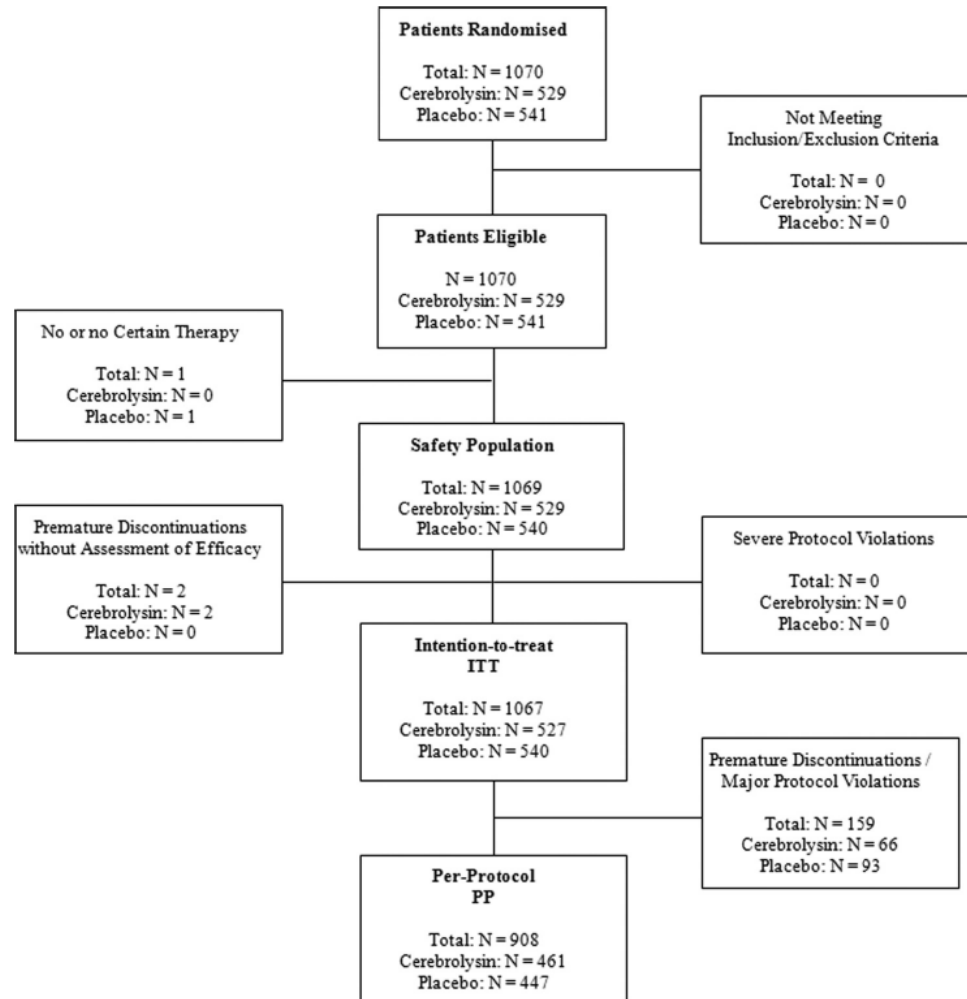 Patients Randomised
Total: N = 1070
Cerebrolysin: N = 529
Placebo: N = 541
Not Meeting
Inclusion/Exclusion Criteria
Total: N = 0
Cerebrolysin: N = 0
Placebo: N = 0
Patients Eligible
N = 1070
Cerebrolysin: N = 529
Placebo: N = 541
No or no Certain Therapy
Total: N = 1
Cerebrolysin: N = 0
Placebo: N = 1
Safety Population
Total: N = 1069
Cerebrolysin: N = 529
Placebo: N = 540
Premature Discontinuations
without Assessment of Efficacy
Total: N = 2
Cerebrolysin: N = 2
Placebo: N = 0
Severe Protocol Violations
Total: N = 0
Cerebrolysin: N = 0
Placebo: N = 0
Intention-to-treat
ITT
Total: N = 1067
Cerebrolysin: N = 527
Placebo: N = 540
Premature Discontinuations /
Major Protocol Violations
Total: N = 159
Cerebrolysin: N = 66
Placebo: N = 93
Per-Protocol
PP
Total: N = 908
Cerebrolysin: N = 461
Placebo: N = 447